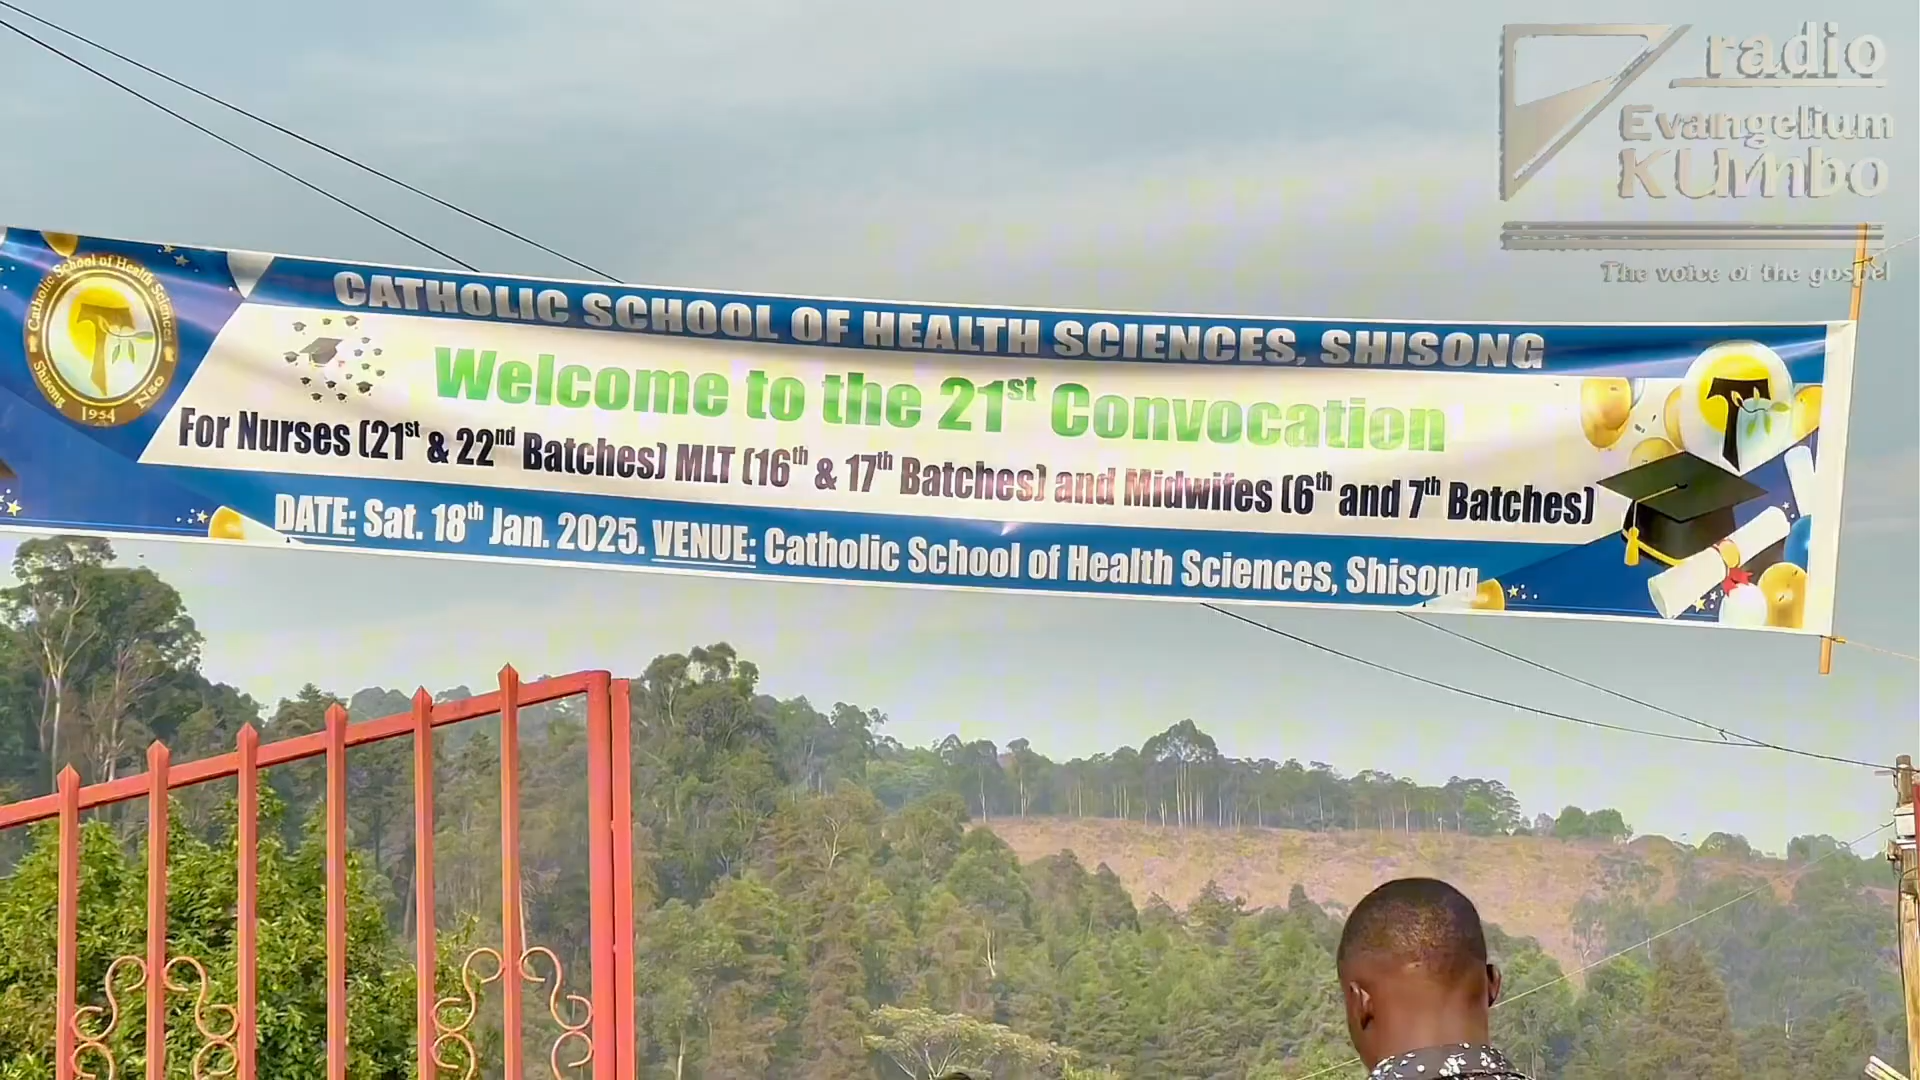 radio
Evangelium
KUmbo
The voice of the gospel
Catholic School of Health Sciences
Shisong Nso
1954
CATHOLIC SCHOOL OF HEALTH SCIENCES, SHISONG
Welcome to the 21st Convocation
For Nurses (21st & 22nd Batches) MLT (16th & 17th Batches) and Midwifes (6th and 7th Batches)
DATE: Sat. 18th Jan. 2025. VENUE: Catholic School of Health Sciences, Shisong